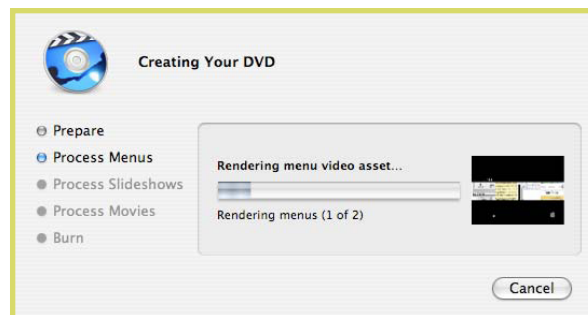 Creating Your DVD
Prepare
Process Menus
Process Slideshows
Process Movies
Burn
Rendering menu video asset...
Rendering menus (1 of 2)
Cancel